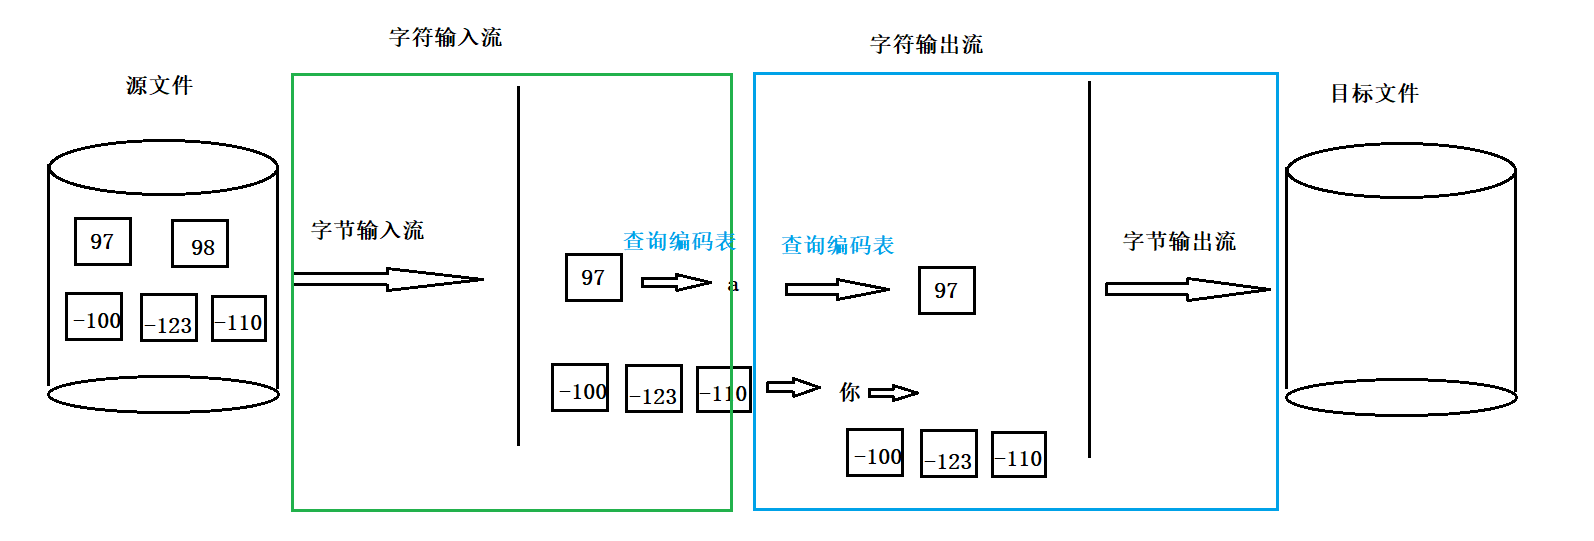 字符输入流
字符输出流
源文件
目标文件
97
98
-100
-123
-110
字节输入流
查询编码表
97
a
-100
-123
-110
查询编码表
97
你
-100
-123
-110
字节输出流